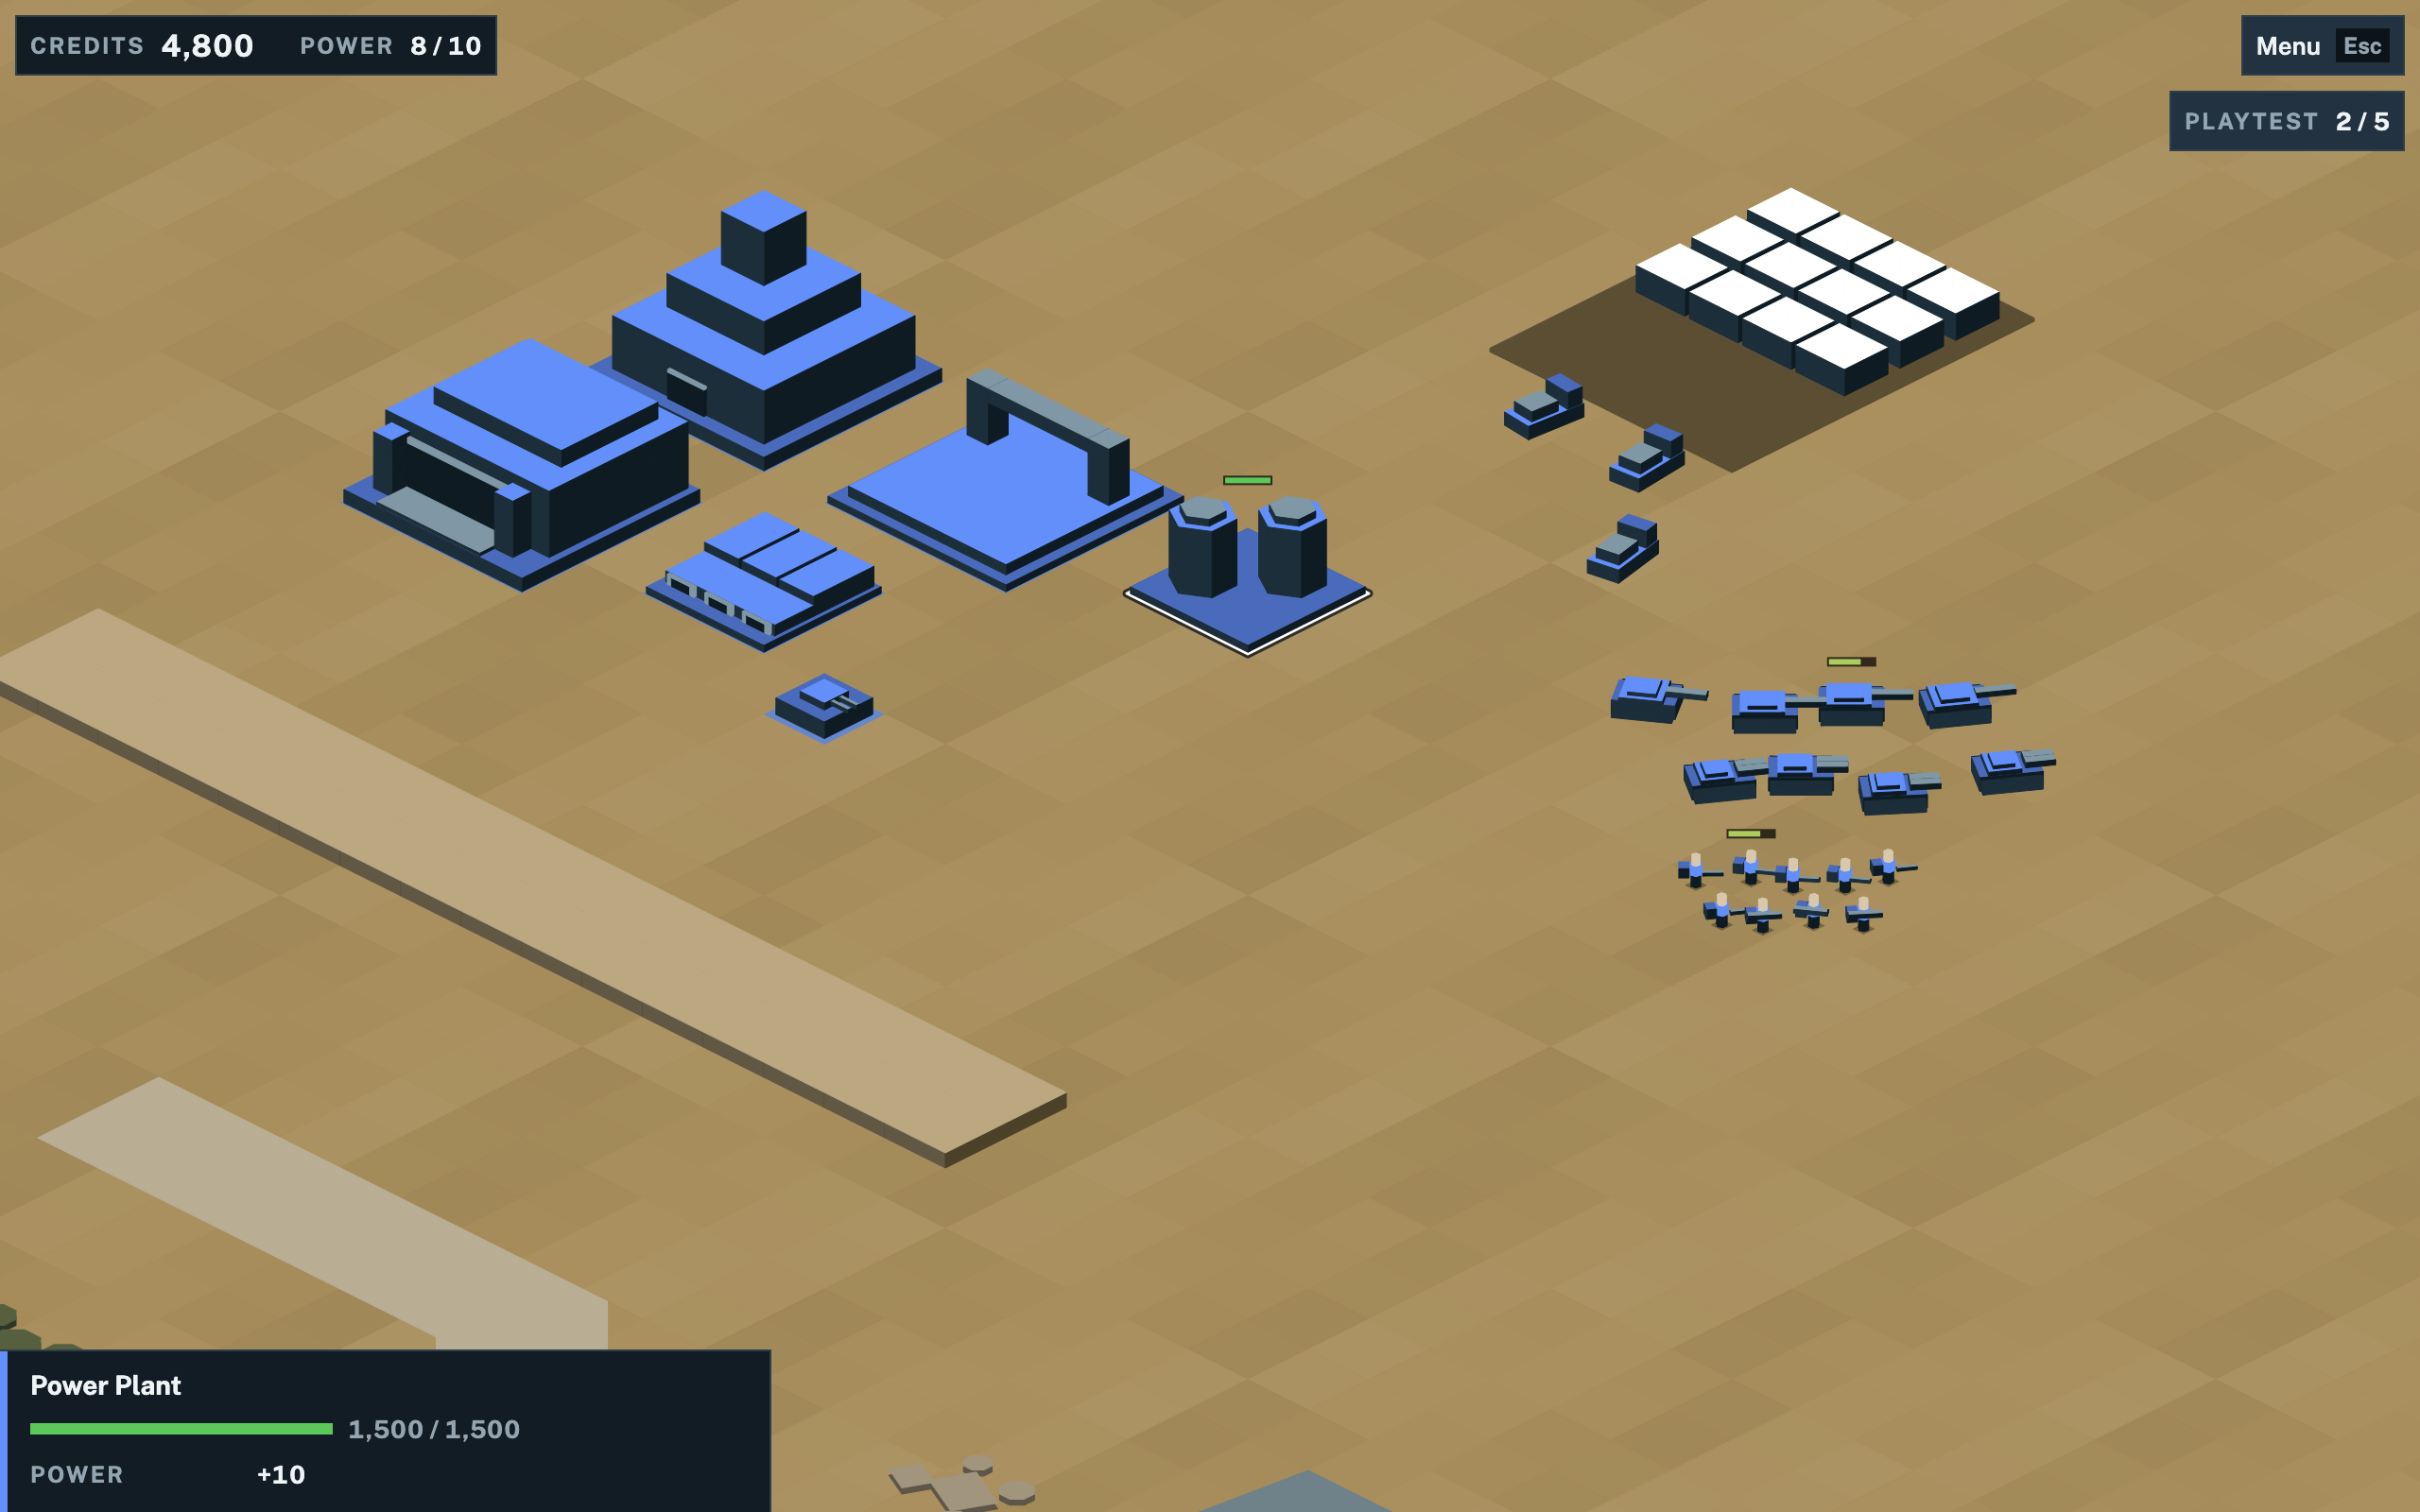 CREDITS 4,800 POWER 8/10
Menu Esc
PLAYTEST 2/5
Power Plant
1,500/1,500
POWER +10